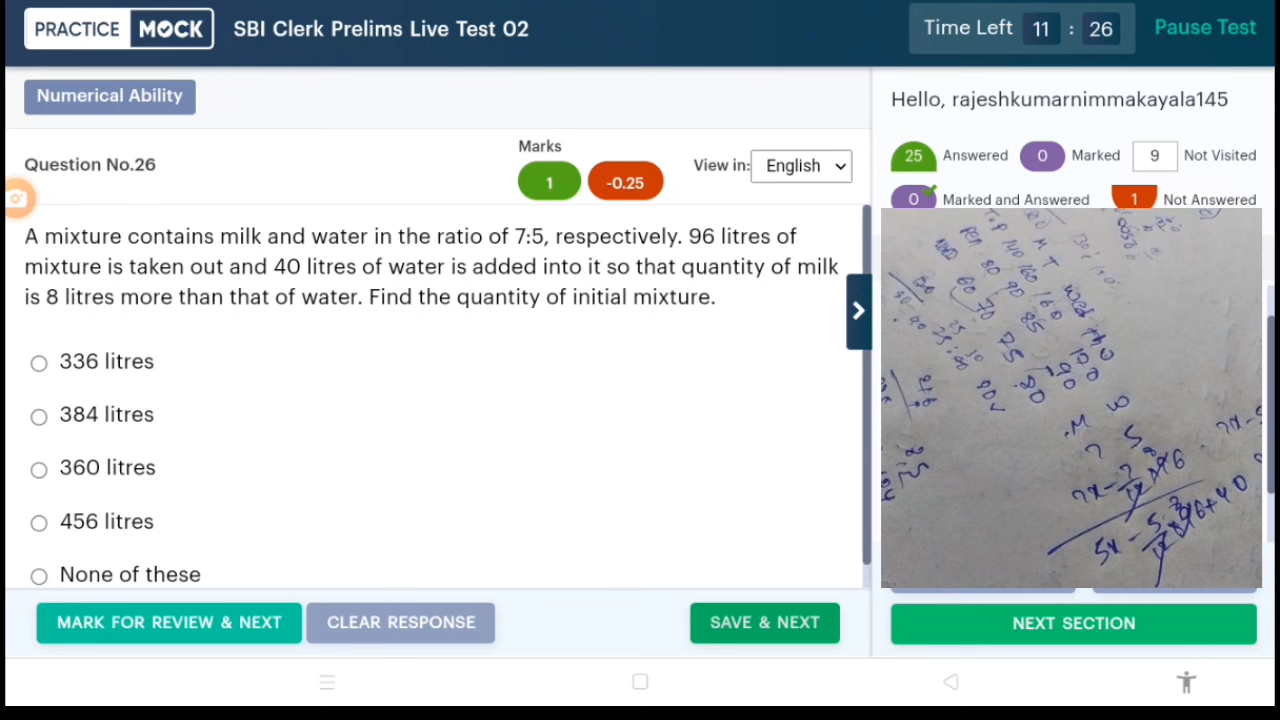 PRACTICE MOCK
SBI Clerk Prelims Live Test 02
Time Left 11 : 26
Pause Test
Numerical Ability
Hello, rajeshkumarnimmakayala145
Question No.26
Marks
1 -0.25
View in: English
25 Answered 0 Marked 9 Not Visited
0 Marked and Answered 1 Not Answered
A mixture contains milk and water in the ratio of 7:5, respectively. 96 litres of
mixture is taken out and 40 litres of water is added into it so that quantity of milk
is 8 litres more than that of water. Find the quantity of initial mixture.
336 litres
384 litres
360 litres
456 litres
None of these
MARK FOR REVIEW & NEXT
CLEAR RESPONSE
SAVE & NEXT
NEXT SECTION